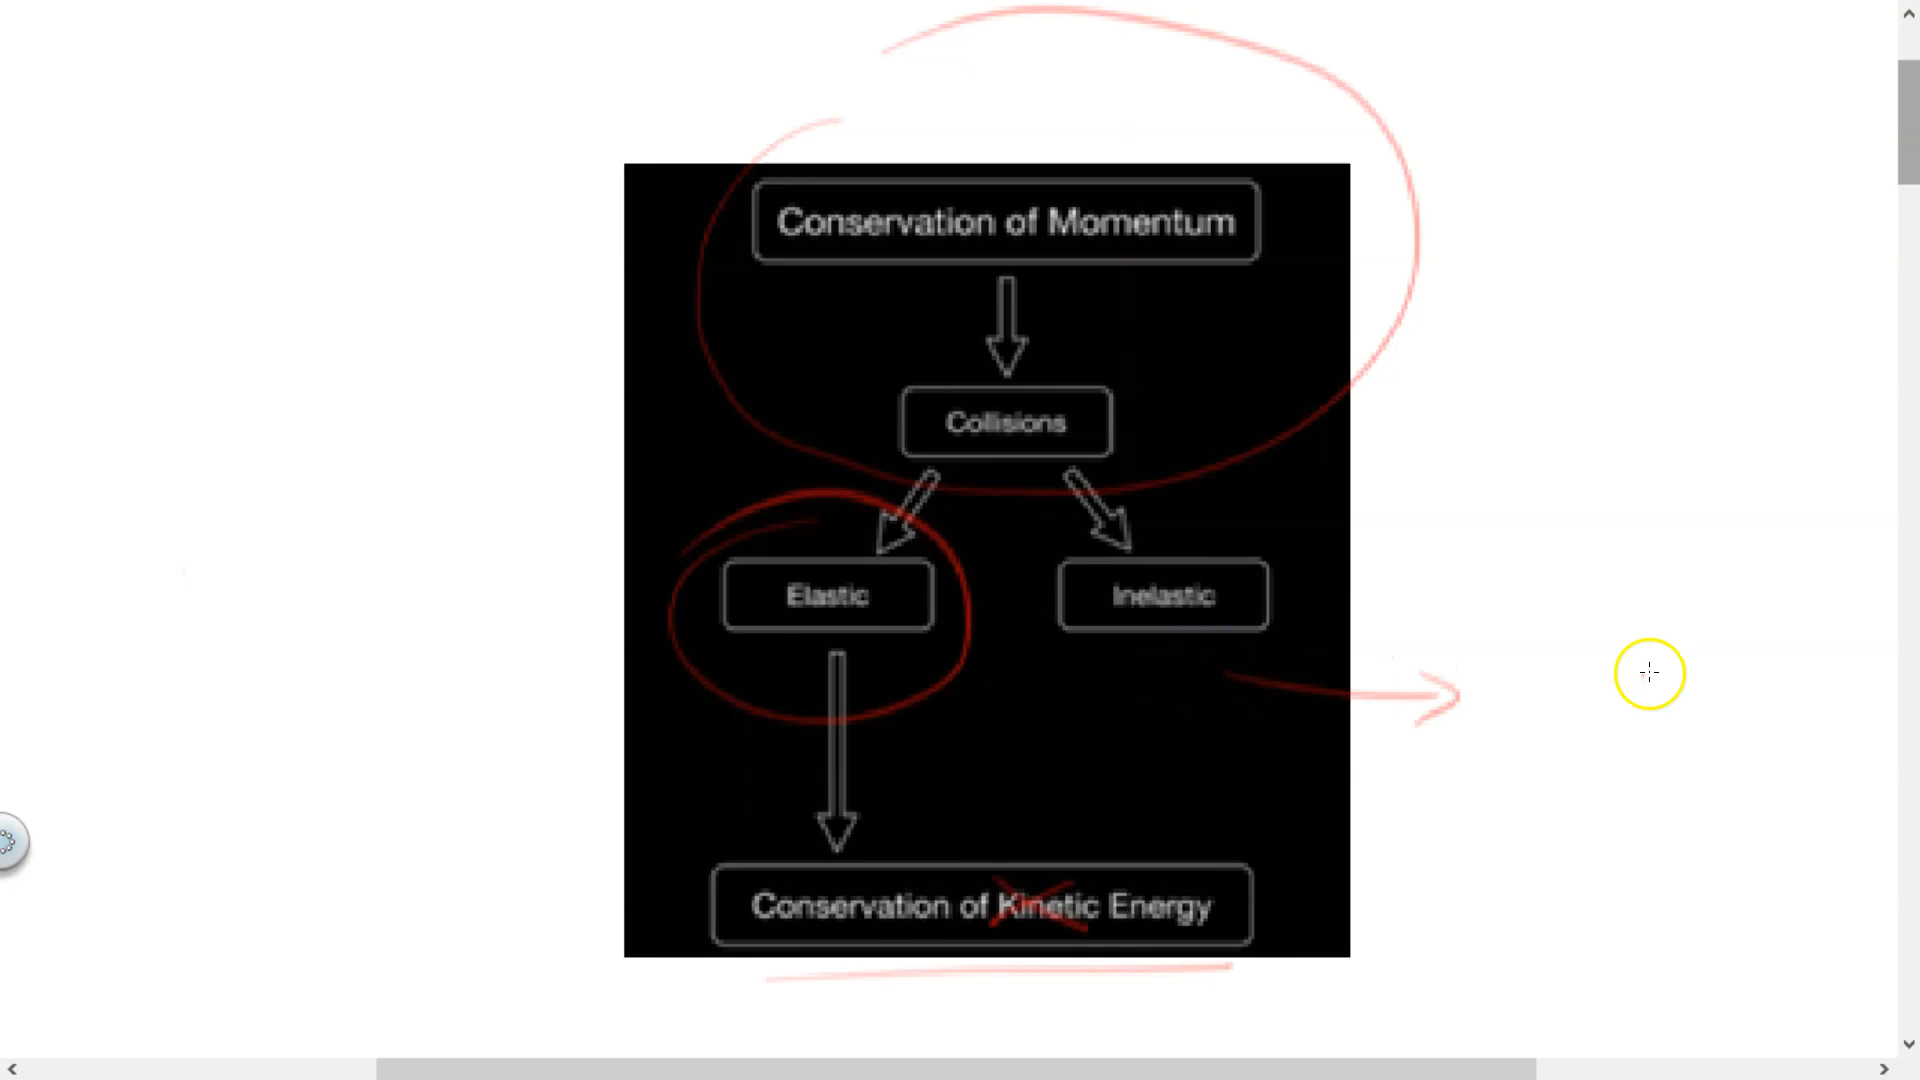 Conservation of Momentum
Collisions
Elastic
Inelastic
Conservation of Kinetic Energy